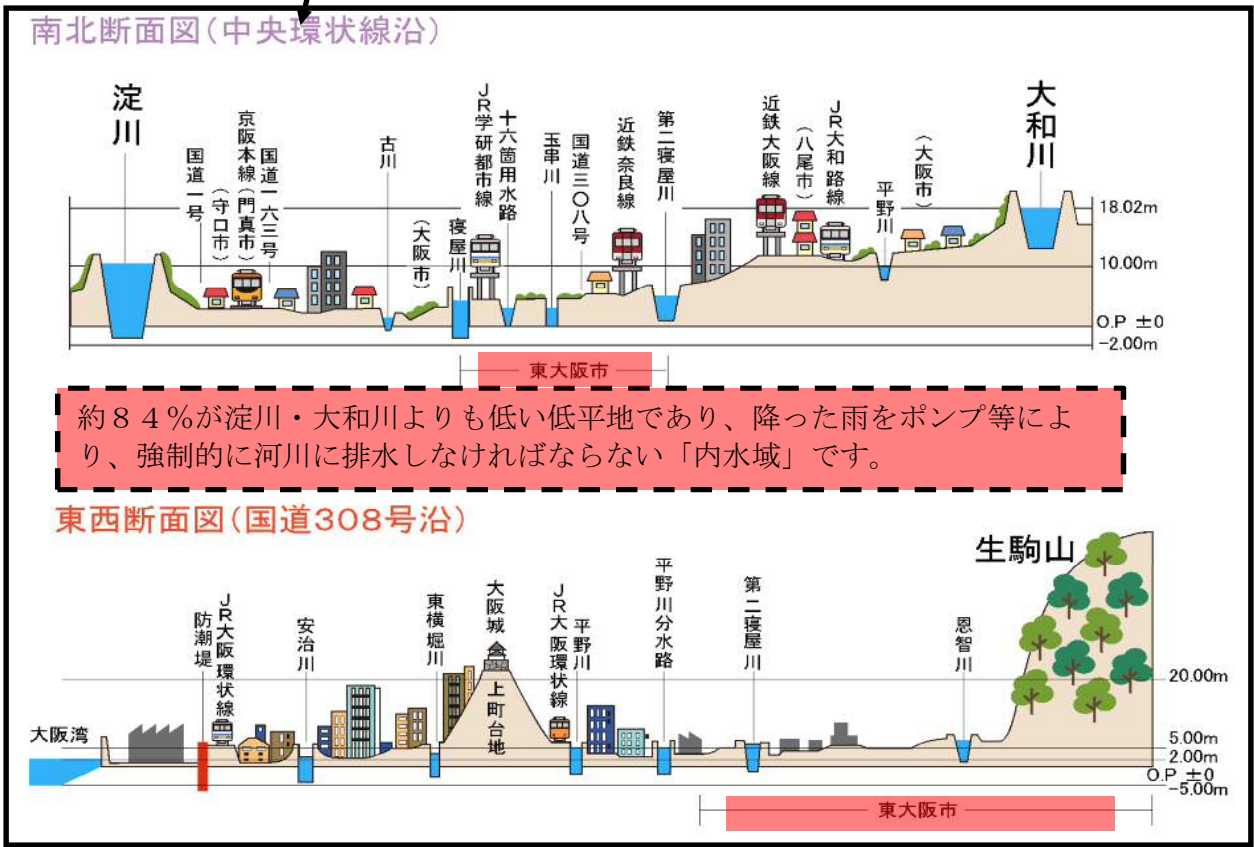 南北断面図(中央環状線沿)
淀川
国道一号
(守口市)
京阪本線(門真市)
国道一六三号
古川
(大阪市)
寝屋川
JR学研都市線
十六箇用水路
玉串川
国道三〇八号
近鉄奈良線
第二寝屋川
近鉄大阪線
(八尾市)
JR大和路線
平野川
(大阪市)
大和川
18.02m
10.00m
O.P ±0
-2.00m
東大阪市
約84%が淀川・大和川よりも低い低平地であり、降った雨をポンプ等によ
り、強制的に河川に排水しなければならない「内水域」です。
東西断面図(国道308号沿)
大阪湾
防潮堤
JR大阪環状線
安治川
東横堀川
大阪城
上町台地
JR大阪環状線
平野川
平野川分水路
第二寝屋川
恩智川
生駒山
20.00m
5.00m
2.00m
O.P ±0
-5.00m
東大阪市